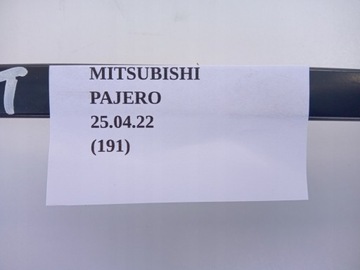 T
MITSUBISHI
PAJERO
25.04.22
(191)